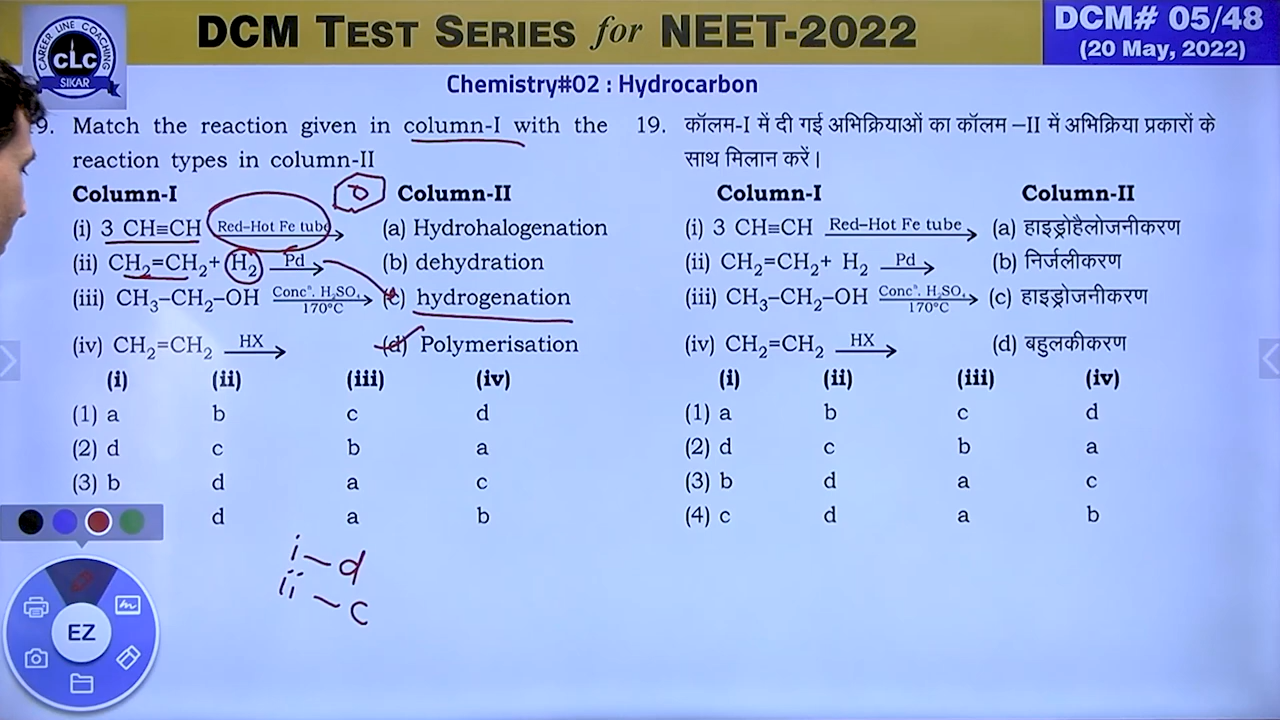 DCM TEST SERIES for NEET-2022
DCM# 05/48
(20 May, 2022)
CAREER LINE COACHING
CLC
SIKAR
Chemistry#02 : Hydrocarbon
9. Match the reaction given in column-I with the
reaction types in column-II
Column-I Column-II
(i) 3 CH≡CH Red–Hot Fe tube (a) Hydrohalogenation
(ii) CH₂=CH₂+ H₂ Pd (b) dehydration
(iii) CH₃–CH₂–OH Concⁿ. H₂SO₄ 170°C (c) hydrogenation
(iv) CH₂=CH₂ HX (d) Polymerisation
(i) (ii) (iii) (iv)
(1) a b c d
(2) d c b a
(3) b d a c
d a b
19. कॉलम-I में दी गई अभिक्रियाओं का कॉलम –II में अभिक्रिया प्रकारों के
साथ मिलान करें।
Column-I Column-II
(i) 3 CH≡CH Red–Hot Fe tube (a) हाइड्रोहैलोजनीकरण
(ii) CH₂=CH₂+ H₂ Pd (b) निर्जलीकरण
(iii) CH₃–CH₂–OH Concⁿ. H₂SO₄ 170°C (c) हाइड्रोजनीकरण
(iv) CH₂=CH₂ HX (d) बहुलकीकरण
(i) (ii) (iii) (iv)
(1) a b c d
(2) d c b a
(3) b d a c
(4) c d a b
i – d
ii – c
EZ